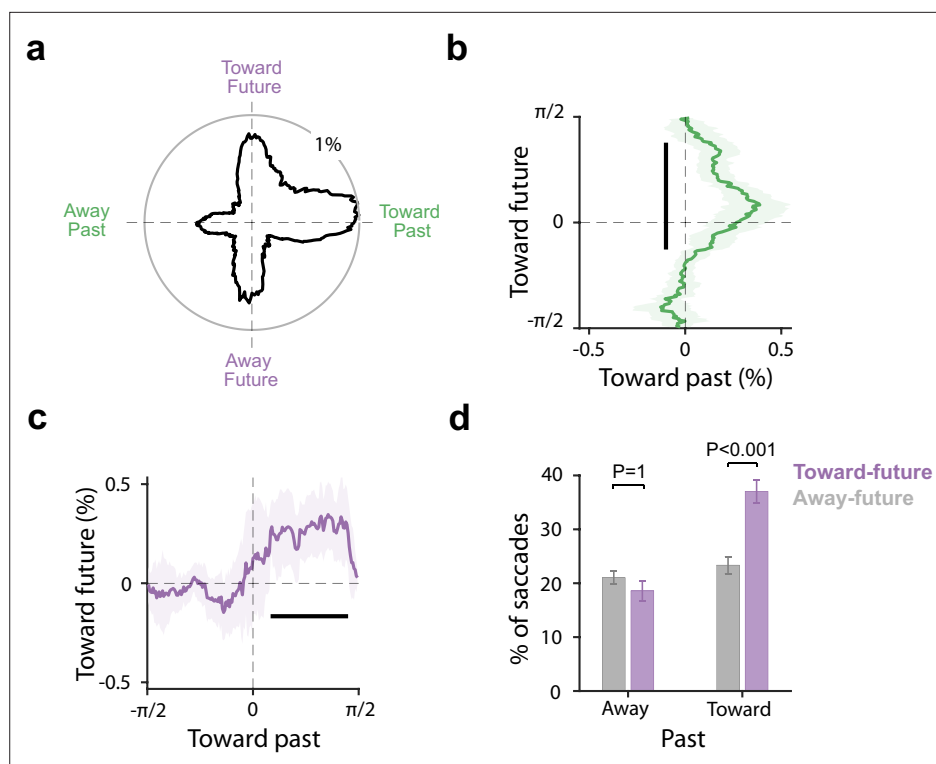 a
Toward
Future
1%
Away
Past
Toward
Past
Away
Future
b
Toward future
π/2
0
-π/2
-0.5
0
0.5
Toward past (%)
c
Toward future (%)
0.5
0
-0.5
-π/2
0
π/2
Toward past
d
% of saccades
40
30
20
10
0
P=1
P<0.001
Toward-future
Away-future
Away
Toward
Past